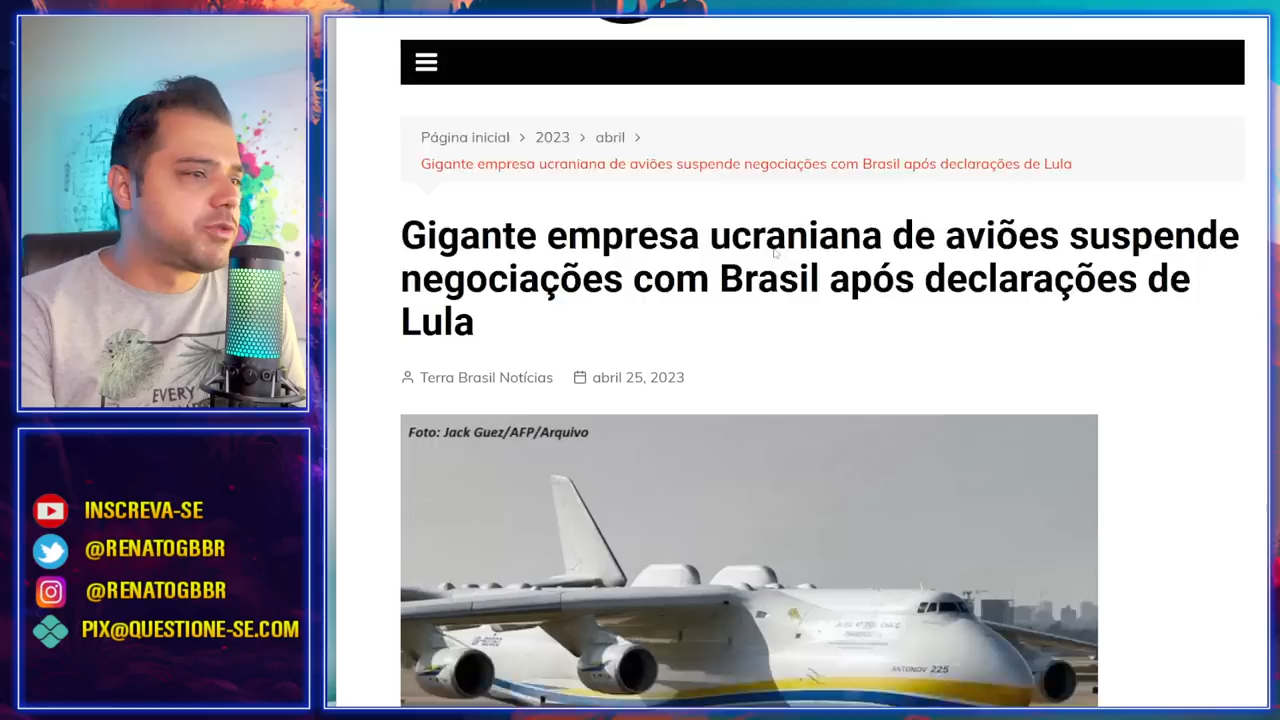 Página inicial > 2023 > abril >
Gigante empresa ucraniana de aviões suspende negociações com Brasil após declarações de Lula
Gigante empresa ucraniana de aviões suspende
negociações com Brasil após declarações de
Lula
Terra Brasil Notícias abril 25, 2023
Foto: Jack Guez/AFP/Arquivo
ANTONOV 225
EVERY
INSCREVA-SE
@RENATOGBBR
@RENATOGBBR
PIX@QUESTIONE-SE.COM